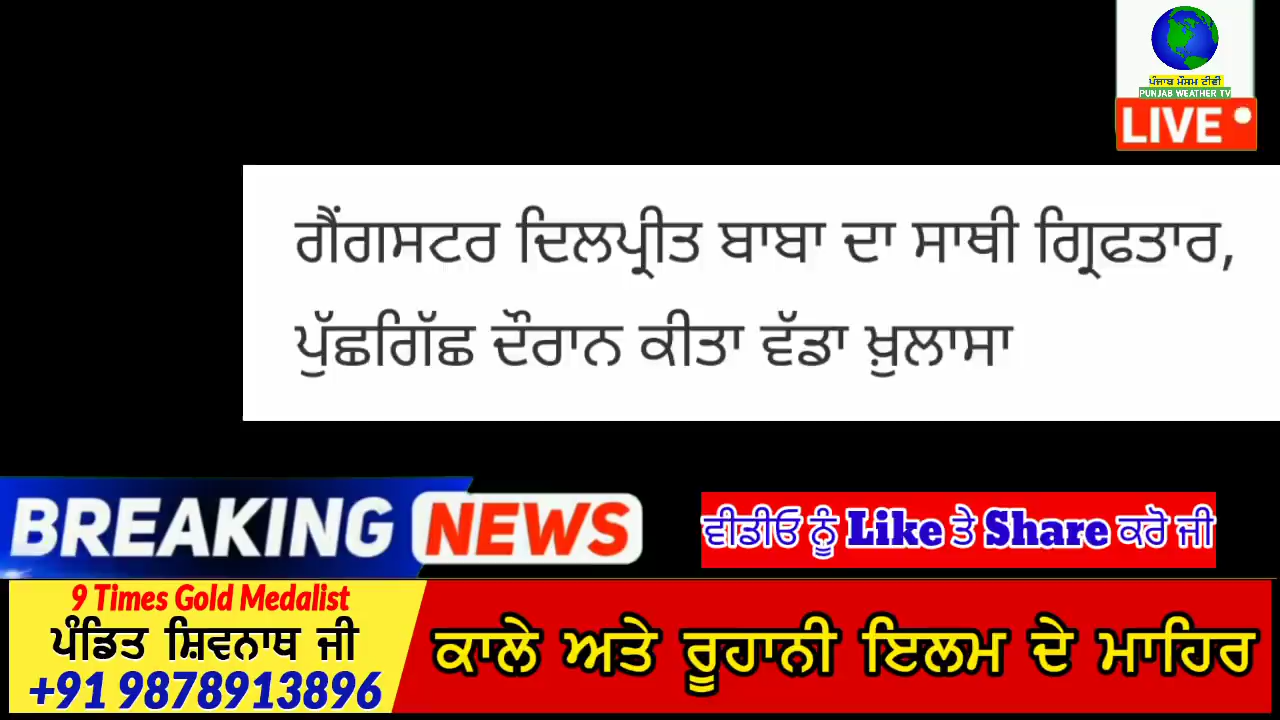 ਪੰਜਾਬ ਮੌਸਮ ਟੀਵੀ
PUNJAB WEATHER TV
LIVE
ਗੈਂਗਸਟਰ ਦਿਲਪ੍ਰੀਤ ਬਾਬਾ ਦਾ ਸਾਥੀ ਗ੍ਰਿਫਤਾਰ,
ਪੁੱਛਗਿੱਛ ਦੌਰਾਨ ਕੀਤਾ ਵੱਡਾ ਖ਼ੁਲਾਸਾ
BREAKING NEWS
ਵੀਡੀਓ ਨੂੰ Like ਤੇ Share ਕਰੋ ਜੀ
9 Times Gold Medalist
ਪੰਡਿਤ ਸ਼ਿਵਨਾਥ ਜੀ
+91 9878913896
ਕਾਲੇ ਅਤੇ ਰੂਹਾਨੀ ਇਲਮ ਦੇ ਮਾਹਿਰ